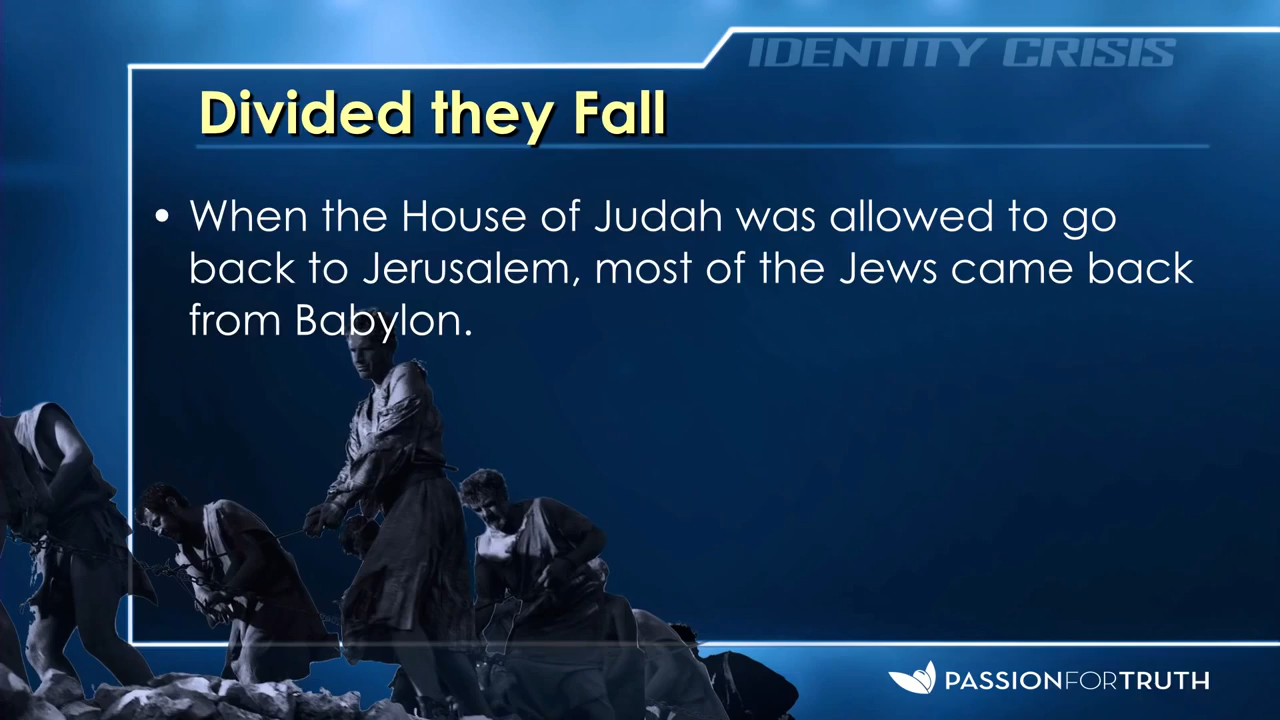 IDENTITY CRISIS
Divided they Fall
• When the House of Judah was allowed to go
back to Jerusalem, most of the Jews came back
from Babylon.
PASSIONFORTRUTH